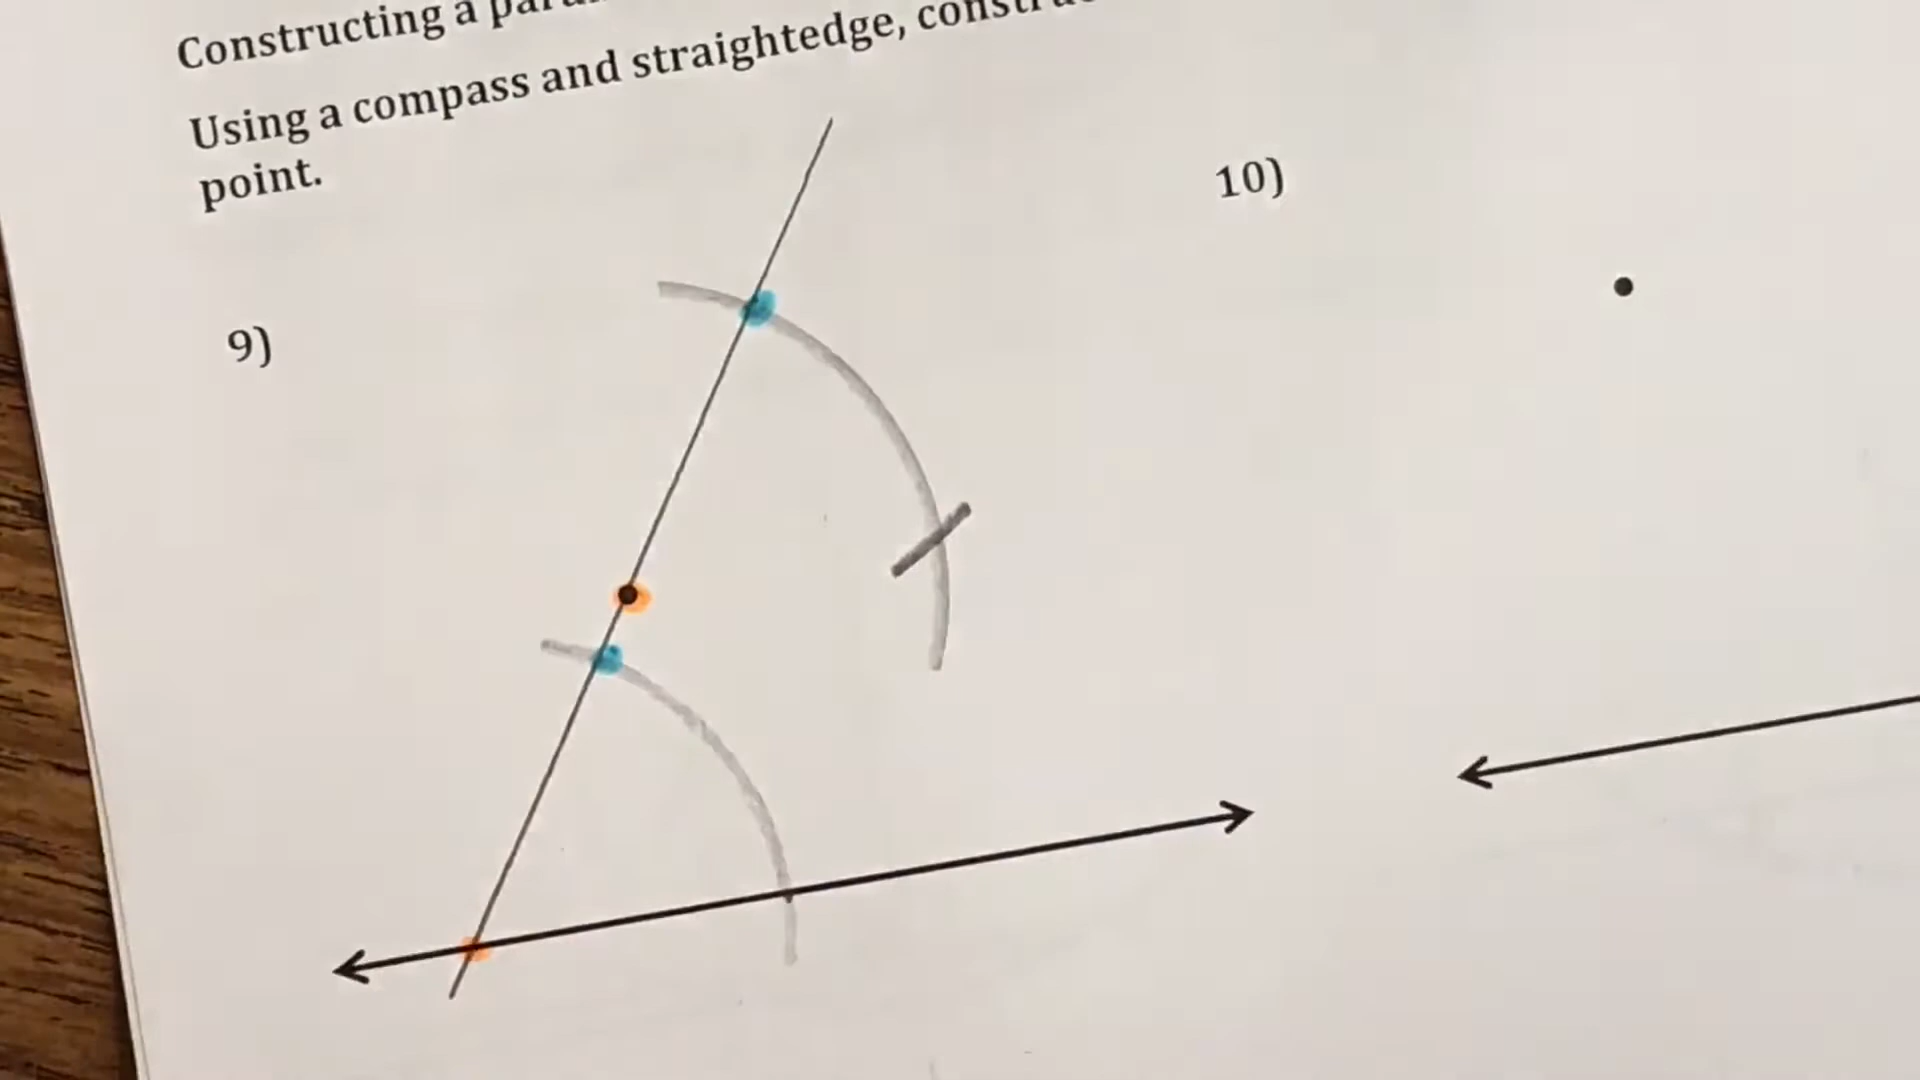 Constructing a
Using a compass and straightedge,
point.
10)
9)